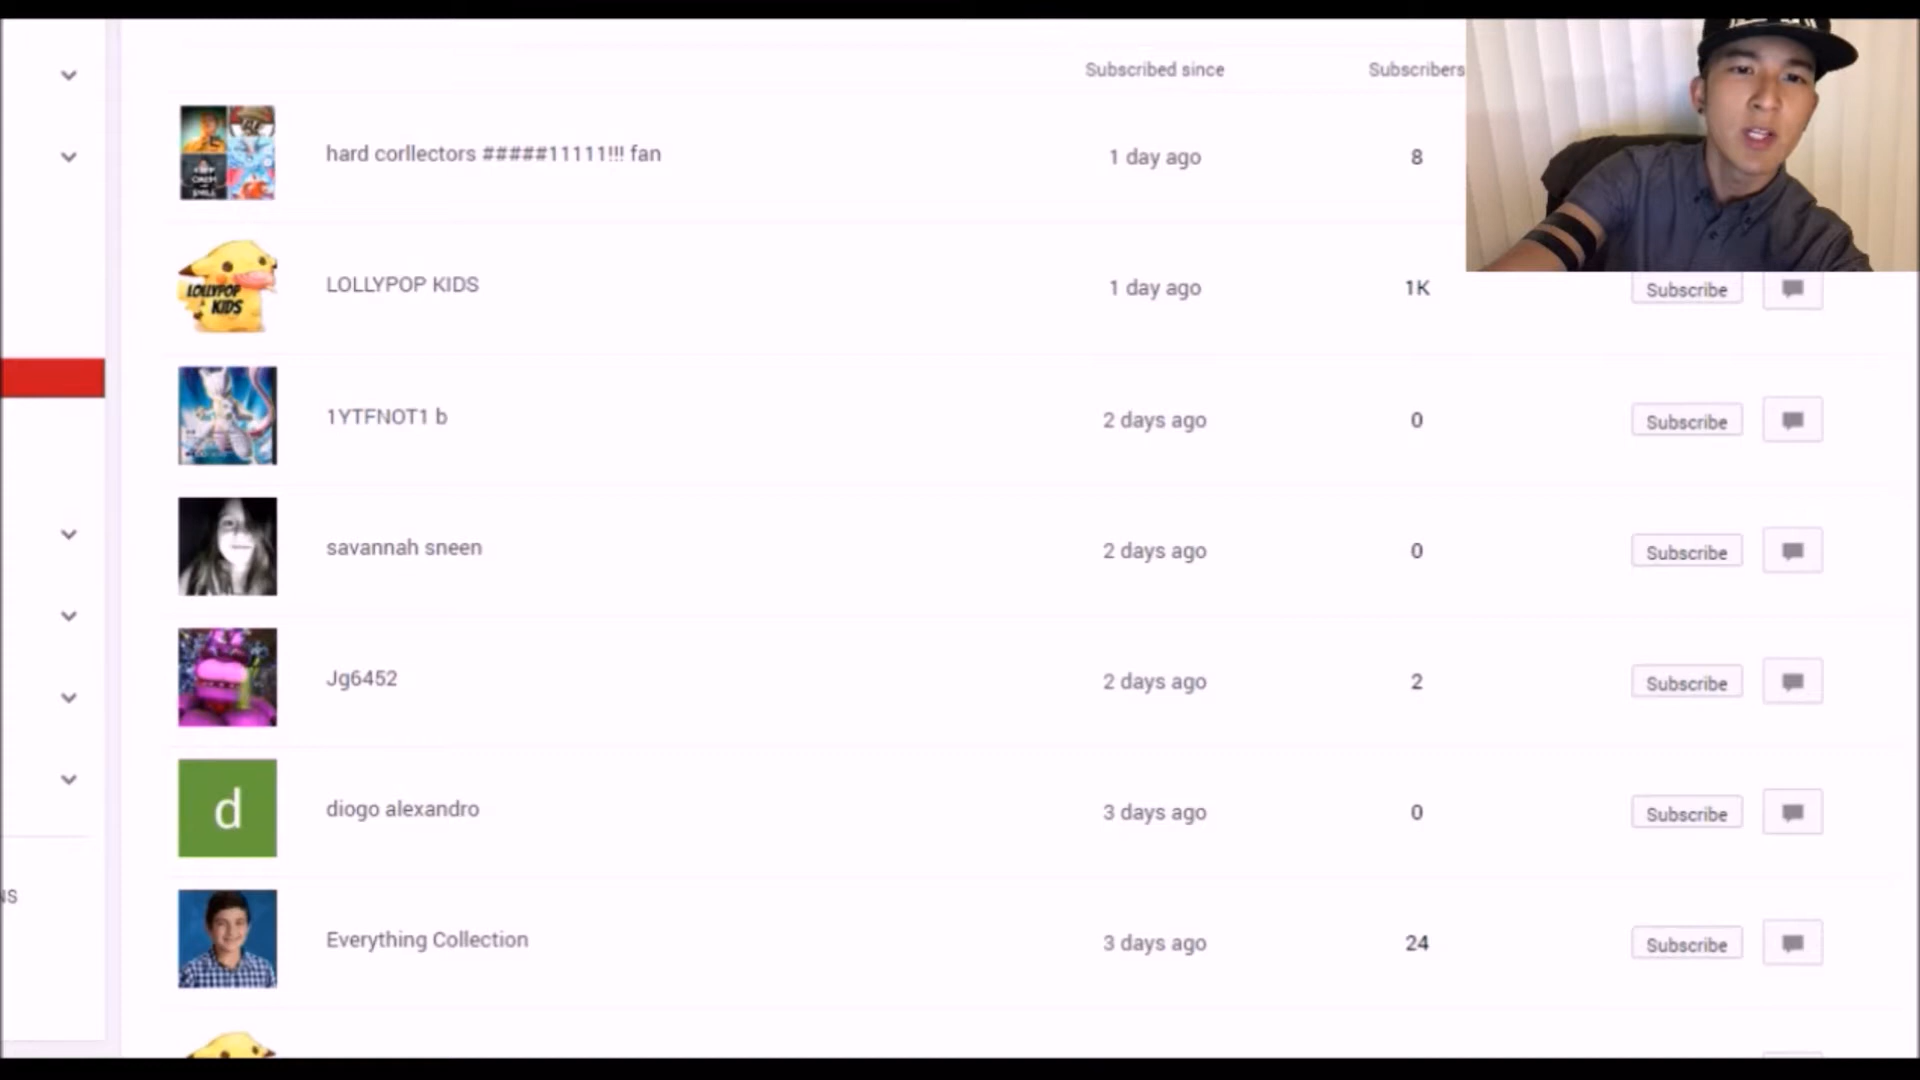 Subscribed since Subscribers
hard corllectors #####11111!!! fan 1 day ago 8
LOLLYPOP KIDS
LOLLYPOP KIDS 1 day ago 1K Subscribe
1YTFNOT1 b 2 days ago 0 Subscribe
savannah sneen 2 days ago 0 Subscribe
Jg6452 2 days ago 2 Subscribe
d diogo alexandro 3 days ago 0 Subscribe
Everything Collection 3 days ago 24 Subscribe